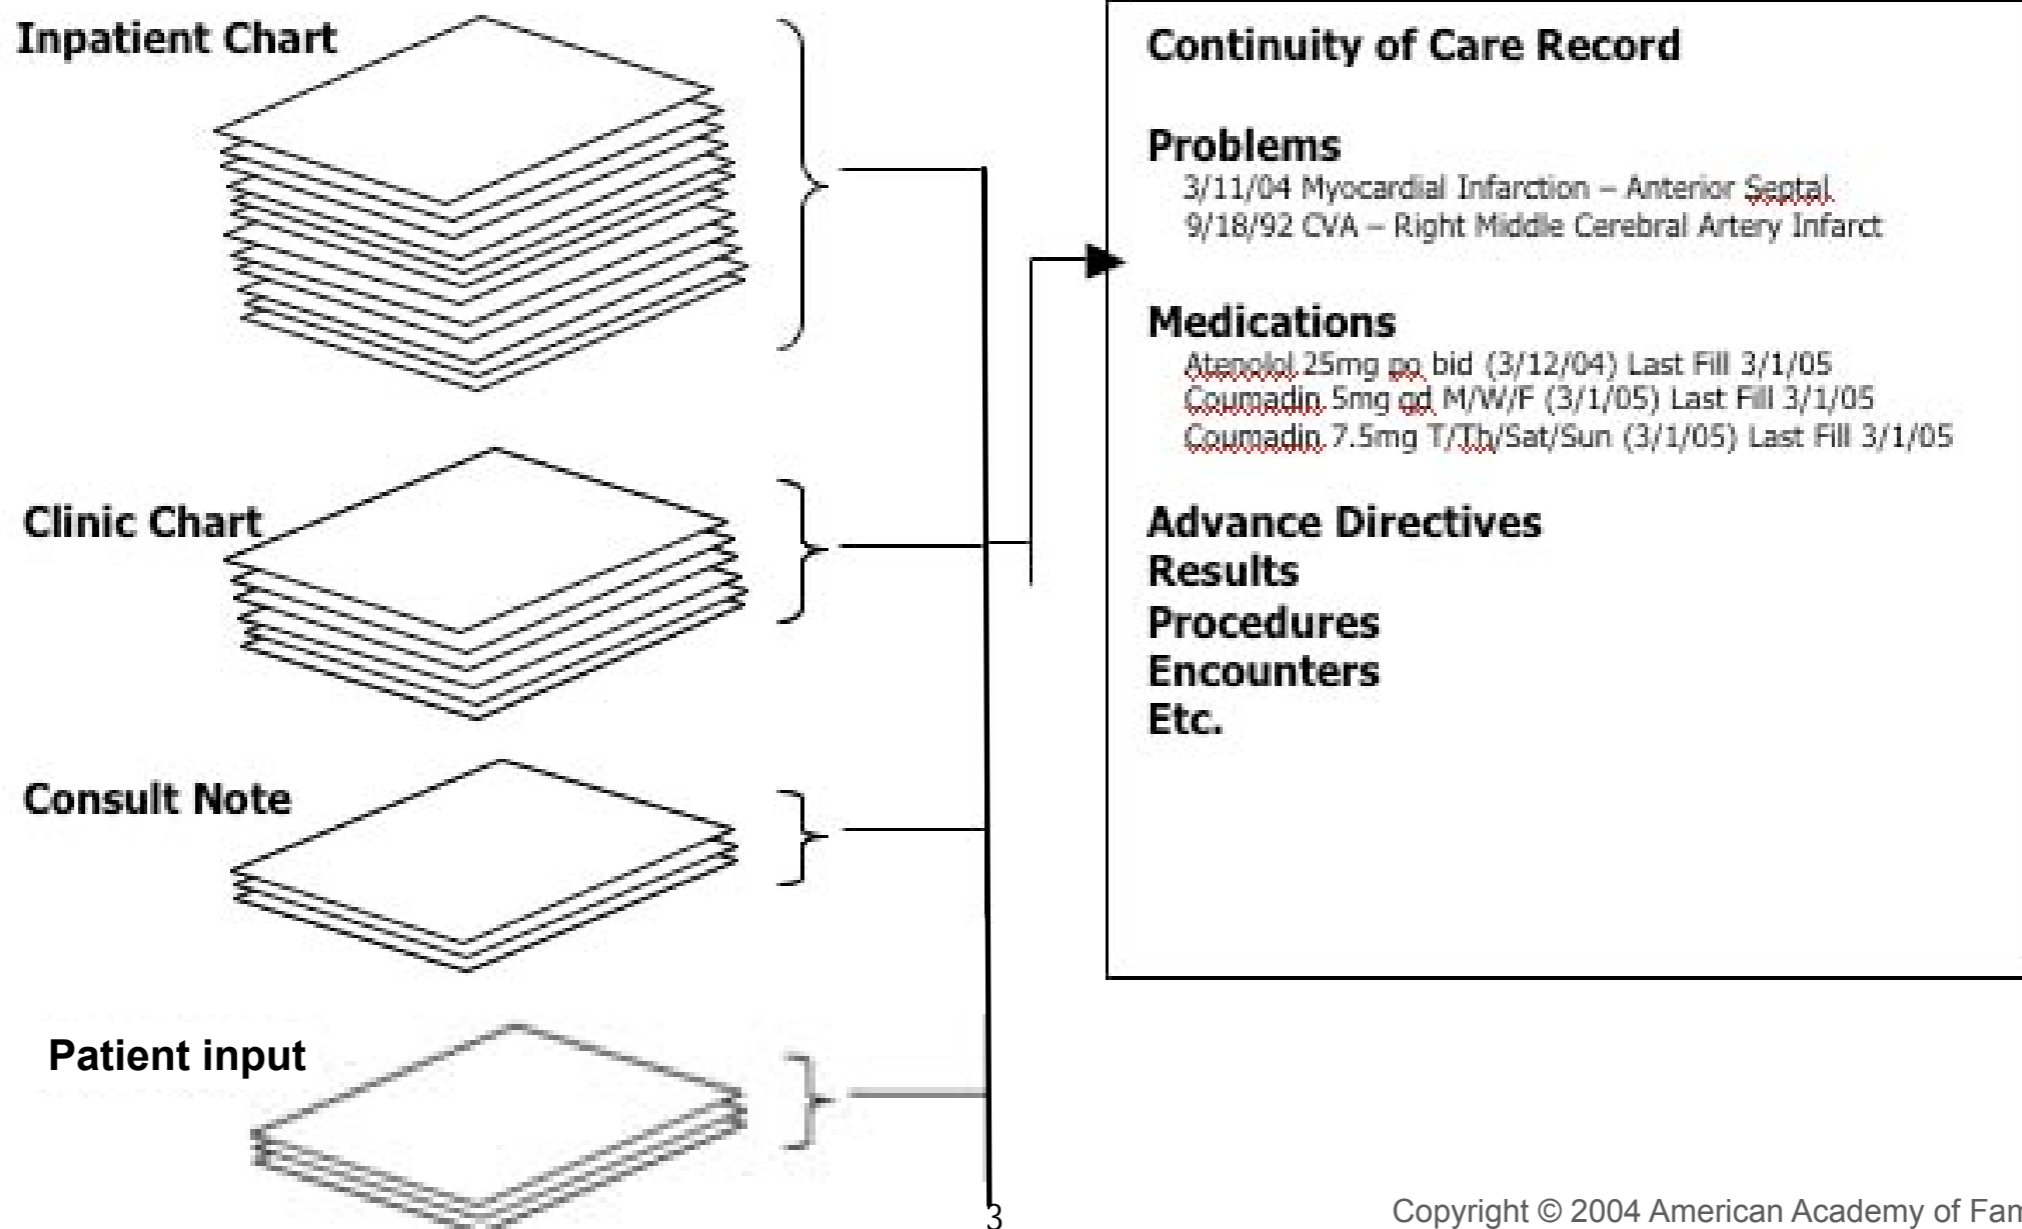 Inpatient Chart
Clinic Chart
Consult Note
Patient input
Continuity of Care Record
Problems
3/11/04 Myocardial Infarction – Anterior Septal
9/18/92 CVA – Right Middle Cerebral Artery Infarct
Medications
Atenolol 25mg po bid (3/12/04) Last Fill 3/1/05
Coumadin 5mg qd M/W/F (3/1/05) Last Fill 3/1/05
Coumadin 7.5mg T/Th/Sat/Sun (3/1/05) Last Fill 3/1/05
Advance Directives
Results
Procedures
Encounters
Etc.
3
Copyright © 2004 American Academy of Fam